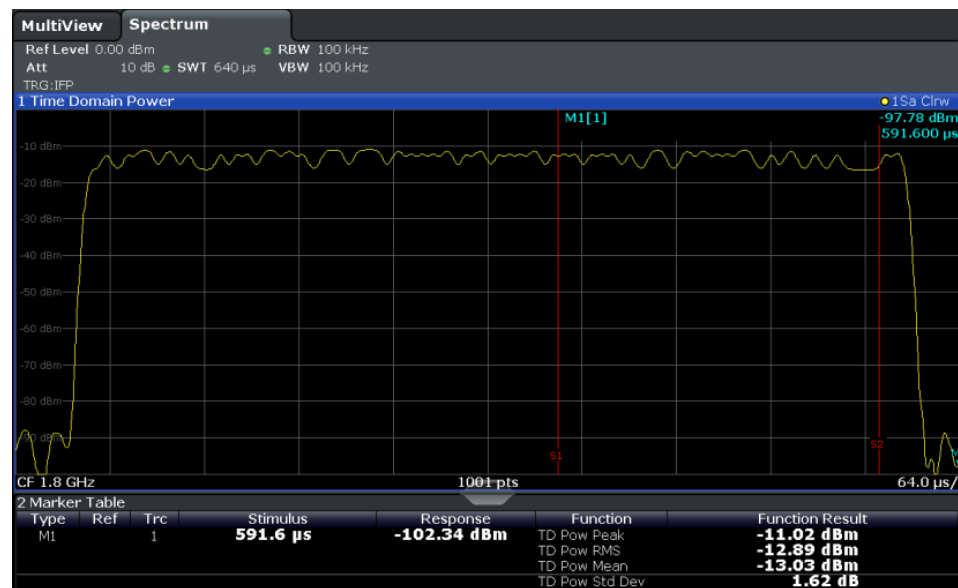 MultiView Spectrum
Ref Level 0.00 dBm RBW 100 kHz
Att 10 dB SWT 640 µs VBW 100 kHz
TRG:IFP
1 Time Domain Power 1Sa Clrw
M1[1] -97.78 dBm
591.600 µs
-10 dBm
-20 dBm
-30 dBm
-40 dBm
-50 dBm
-60 dBm
-70 dBm
-80 dBm
-90 dBm
S1 S2
CF 1.8 GHz 1001 pts 64.0 µs/
2 Marker Table
Type Ref Trc Stimulus Response Function Function Result
M1 1 591.6 µs -102.34 dBm TD Pow Peak -11.02 dBm
TD Pow RMS -12.89 dBm
TD Pow Mean -13.03 dBm
TD Pow Std Dev 1.62 dB